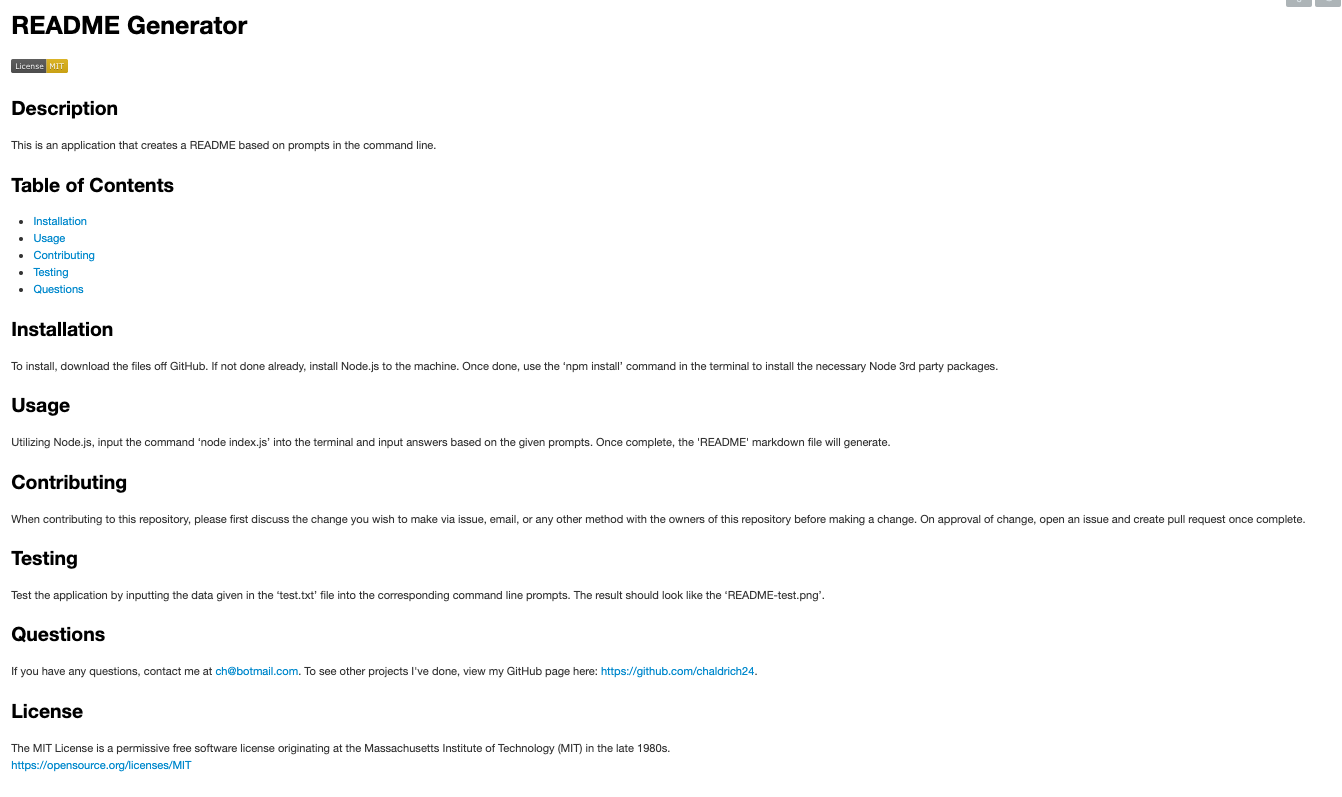 README Generator
License MIT
Description
This is an application that creates a README based on prompts in the command line.
Table of Contents
Installation
Usage
Contributing
Testing
Questions
Installation
To install, download the files off GitHub. If not done already, install Node.js to the machine. Once done, use the ‘npm install’ command in the terminal to install the necessary Node 3rd party packages.
Usage
Utilizing Node.js, input the command ‘node index.js’ into the terminal and input answers based on the given prompts. Once complete, the 'README' markdown file will generate.
Contributing
When contributing to this repository, please first discuss the change you wish to make via issue, email, or any other method with the owners of this repository before making a change. On approval of change, open an issue and create pull request once complete.
Testing
Test the application by inputting the data given in the ‘test.txt’ file into the corresponding command line prompts. The result should look like the ‘README-test.png’.
Questions
If you have any questions, contact me at ch@botmail.com. To see other projects I've done, view my GitHub page here: https://github.com/chaldrich24.
License
The MIT License is a permissive free software license originating at the Massachusetts Institute of Technology (MIT) in the late 1980s.
https://opensource.org/licenses/MIT